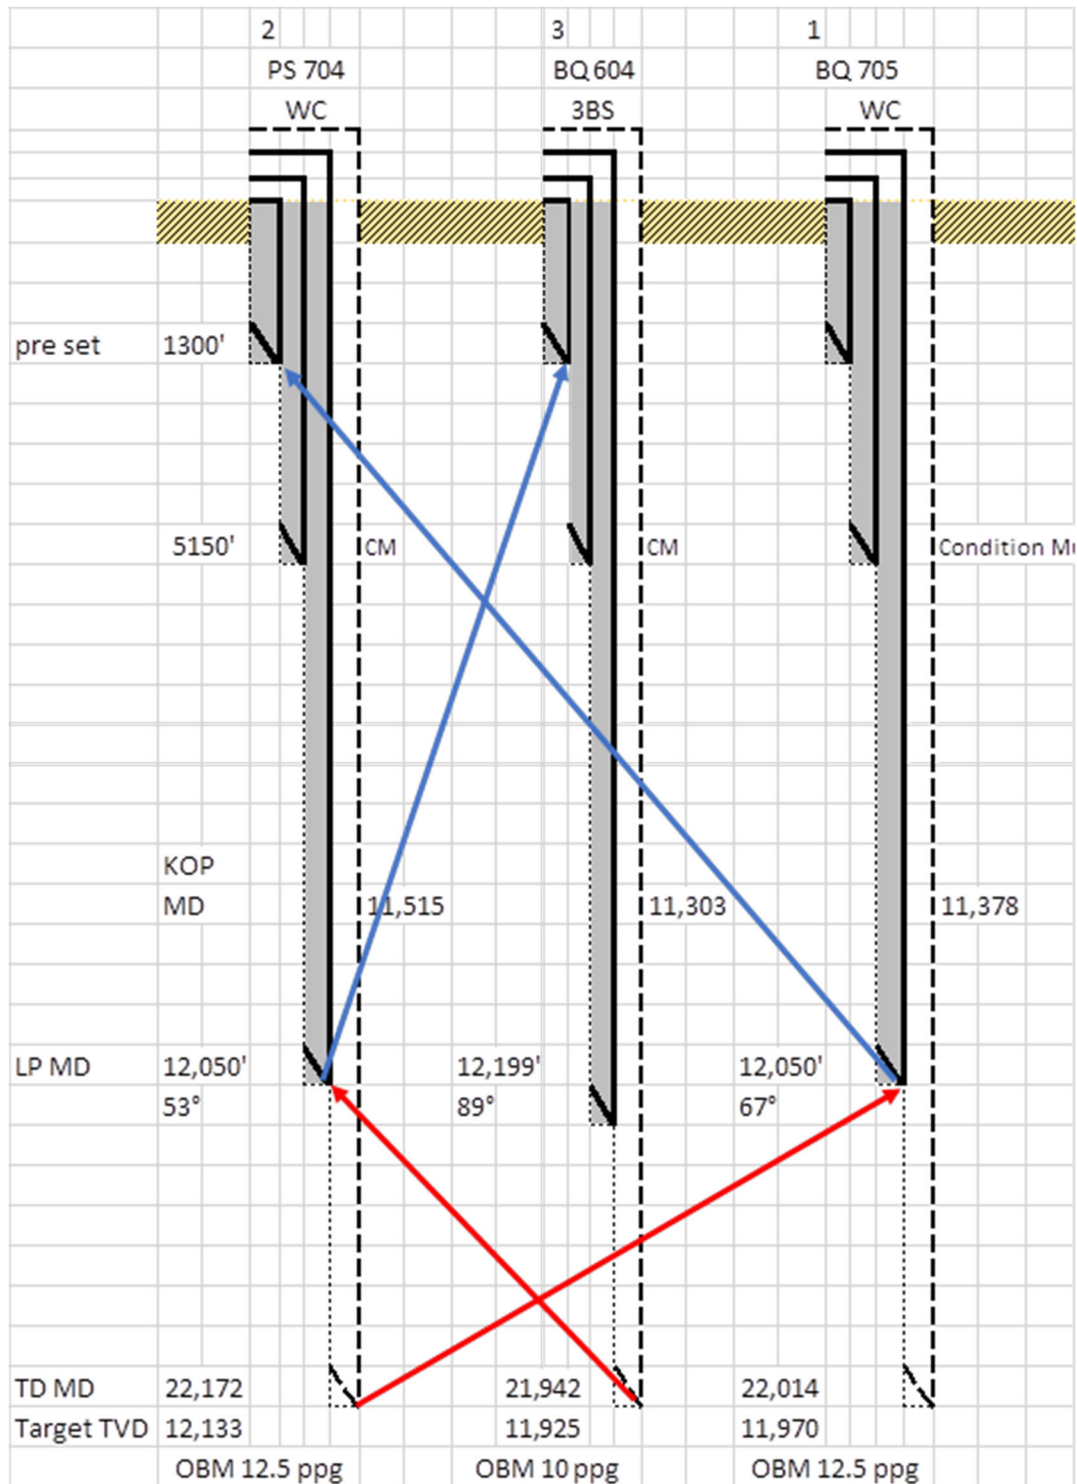 2 3 1
PS 704 BQ 604 BQ 705
WC 3BS WC
pre set 1300'
5150' CM CM Condition Mu
KOP
MD 11,515 11,303 11,378
LP MD 12,050' 12,199' 12,050'
53° 89° 67°
TD MD 22,172 21,942 22,014
Target TVD 12,133 11,925 11,970
OBM 12.5 ppg OBM 10 ppg OBM 12.5 ppg